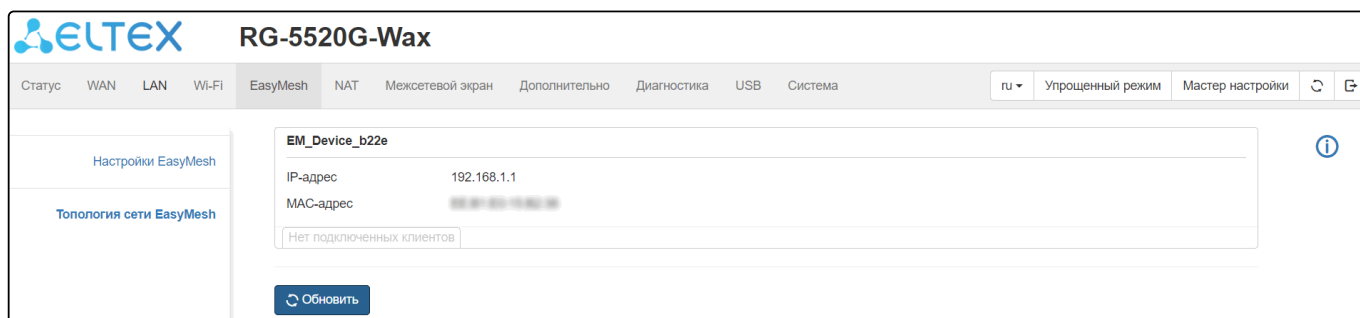 ELTEX RG-5520G-Wax
Статус WAN LAN Wi-Fi EasyMesh NAT Межсетевой экран Дополнительно Диагностика USB Система ru Упрощенный режим Мастер настройки
EM_Device_b22e
Настройки EasyMesh
IP-адрес 192.168.1.1
MAC-адрес
Топология сети EasyMesh
Нет подключенных клиентов
Обновить